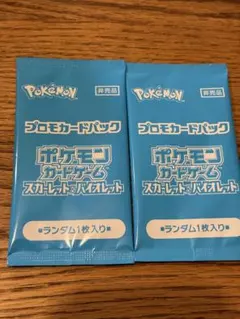 POKÉMON
非売品
プロモカードパック
ポケモン
カードゲーム
スカーレット&バイオレット
※ランダム1枚入り※
POKÉMON
非売品
プロモカードパック
ポケモン
カードゲーム
スカーレット&バイオレット
※ランダム1枚入り※